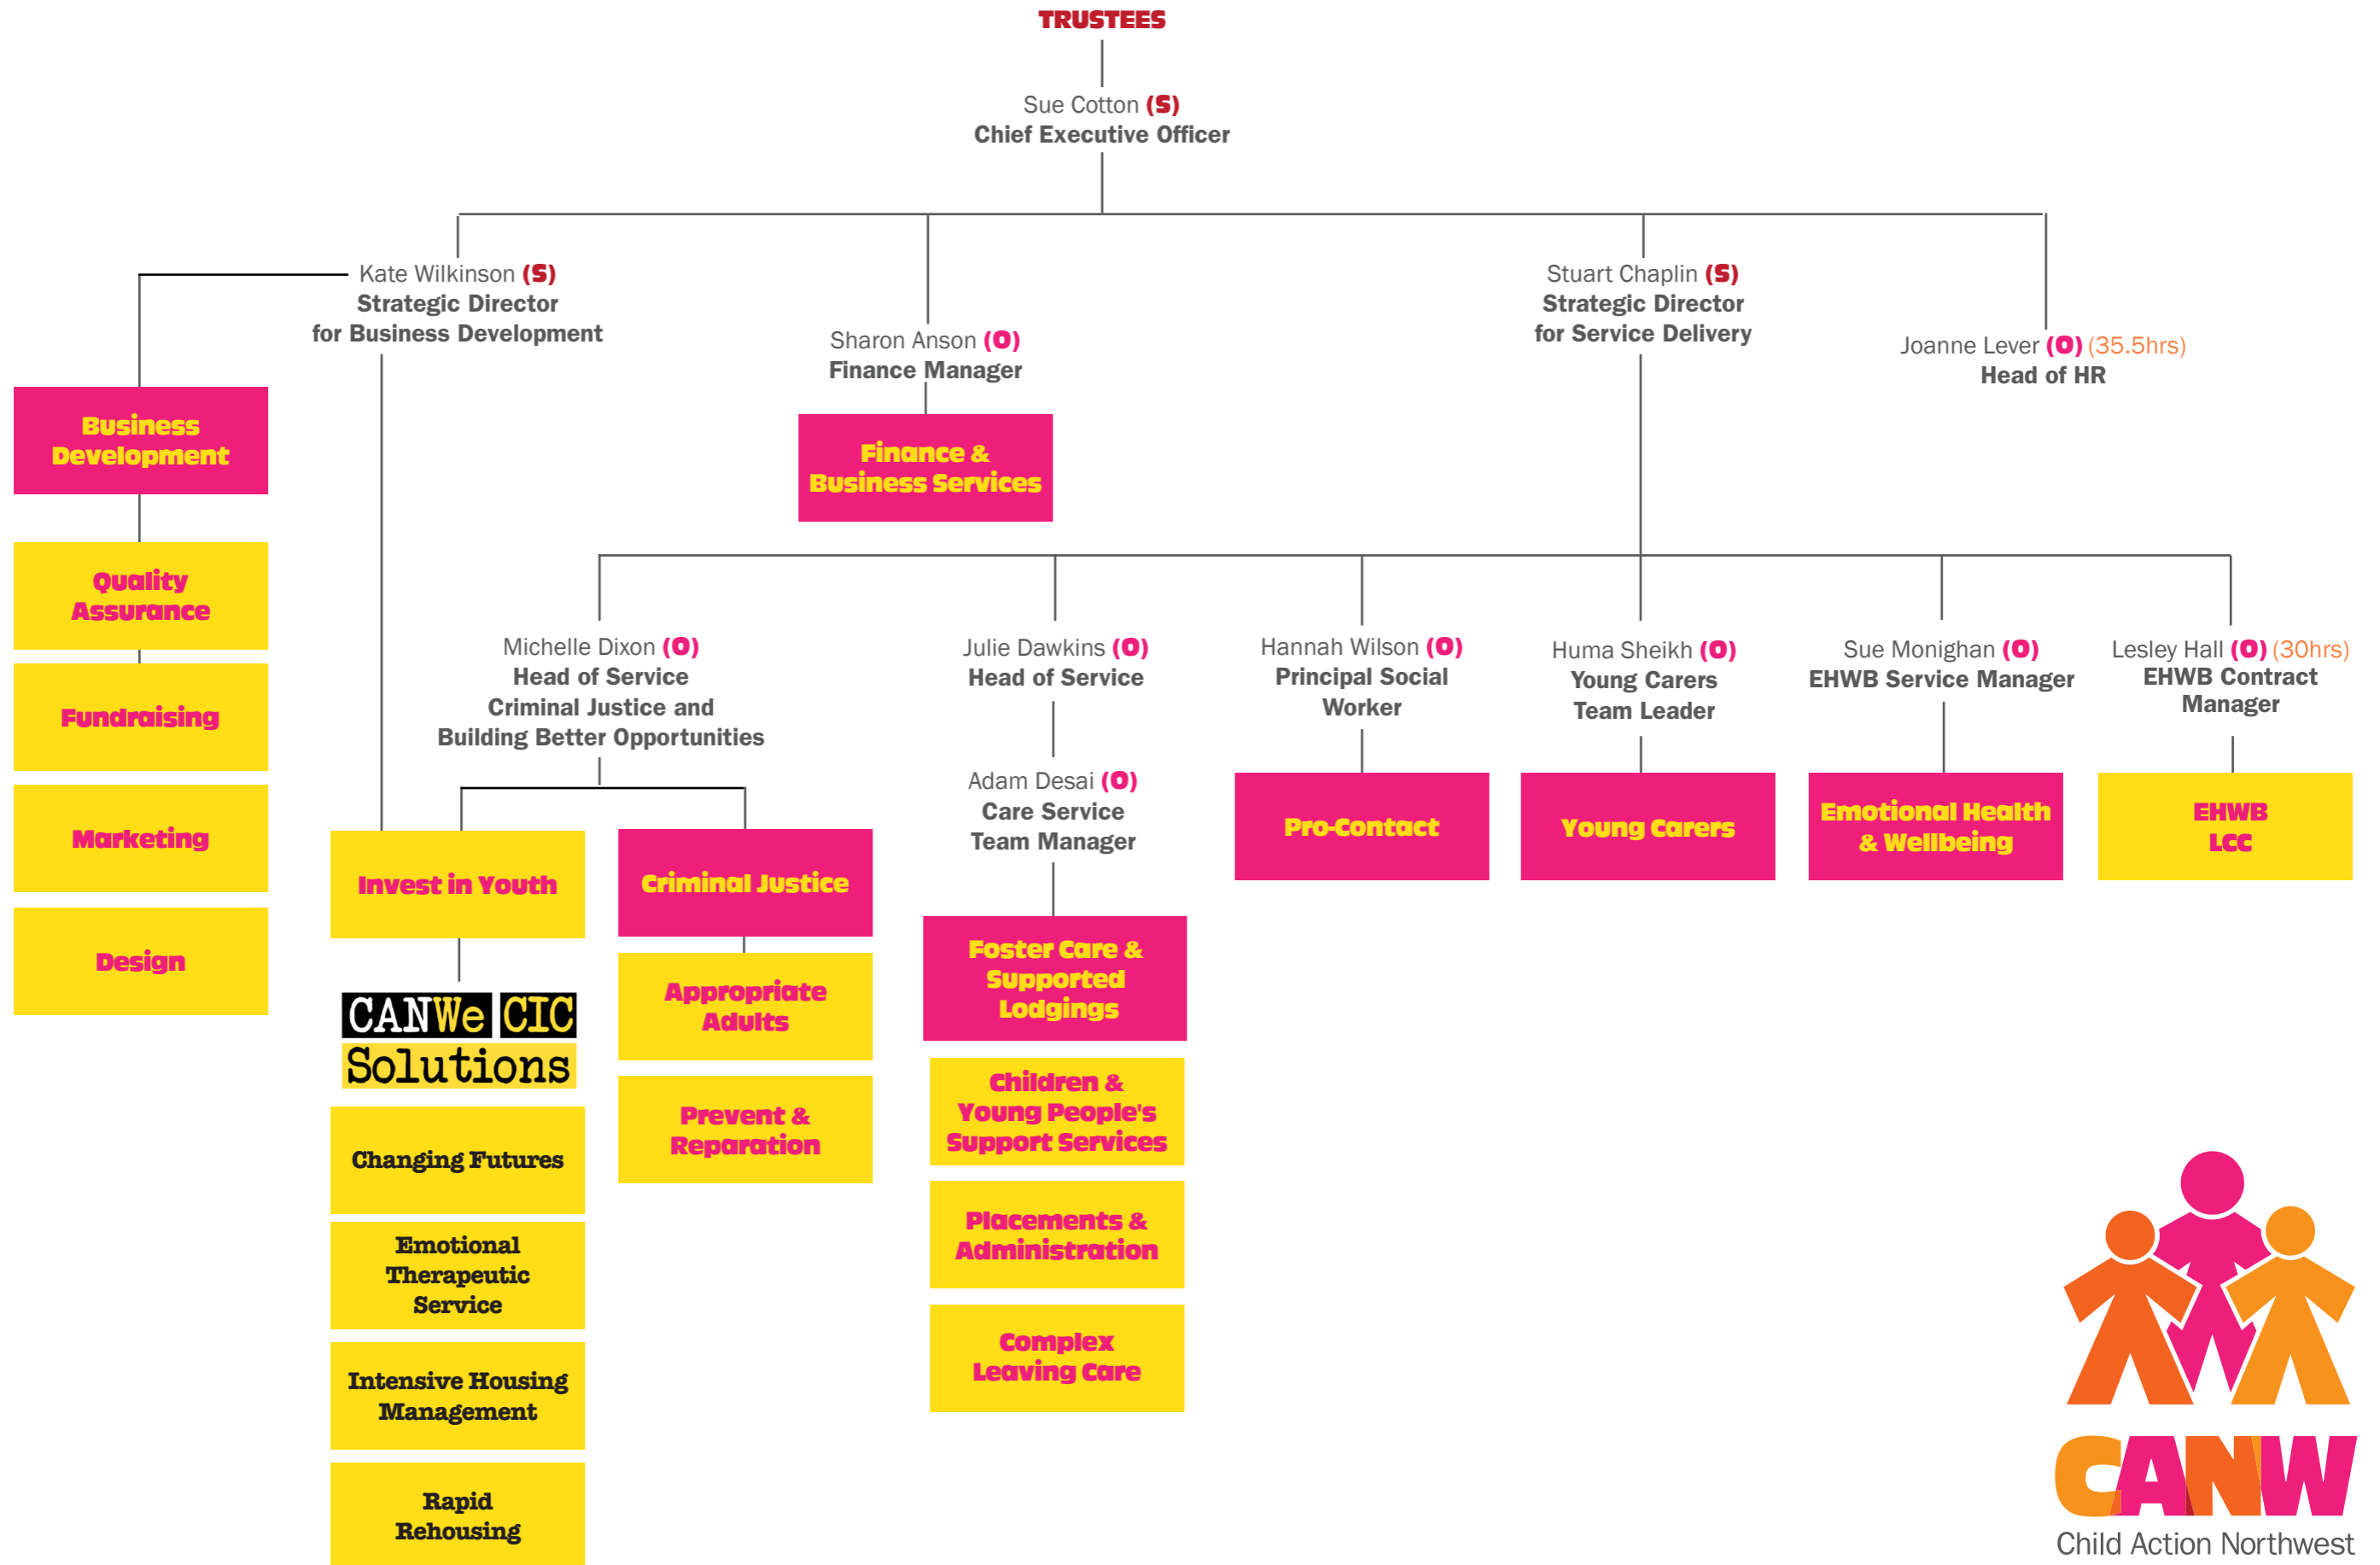 TRUSTEES
Sue Cotton (S)
Chief Executive Officer
Kate Wilkinson (S)
Strategic Director
for Business Development
Sharon Anson (O)
Finance Manager
Stuart Chaplin (S)
Strategic Director
for Service Delivery
Joanne Lever (O) (35.5hrs)
Head of HR
Business
Development
Quality
Assurance
Fundraising
Marketing
Design
Finance &
Business Services
Michelle Dixon (O)
Head of Service
Criminal Justice and
Building Better Opportunities
Invest in Youth
CANWe CIC
Solutions
Changing Futures
Emotional
Therapeutic
Service
Intensive Housing
Management
Rapid
Rehousing
Criminal Justice
Appropriate
Adults
Prevent &
Reparation
Julie Dawkins (O)
Head of Service
Adam Desai (O)
Care Service
Team Manager
Foster Care &
Supported
Lodgings
Children &
Young People's
Support Services
Placements &
Administration
Complex
Leaving Care
Hannah Wilson (O)
Principal Social
Worker
Pro-Contact
Huma Sheikh (O)
Young Carers
Team Leader
Young Carers
Sue Monighan (O)
EHWB Service Manager
Emotional Health
& Wellbeing
Lesley Hall (O) (30hrs)
EHWB Contract
Manager
EHWB
LCC
CANW
Child Action Northwest